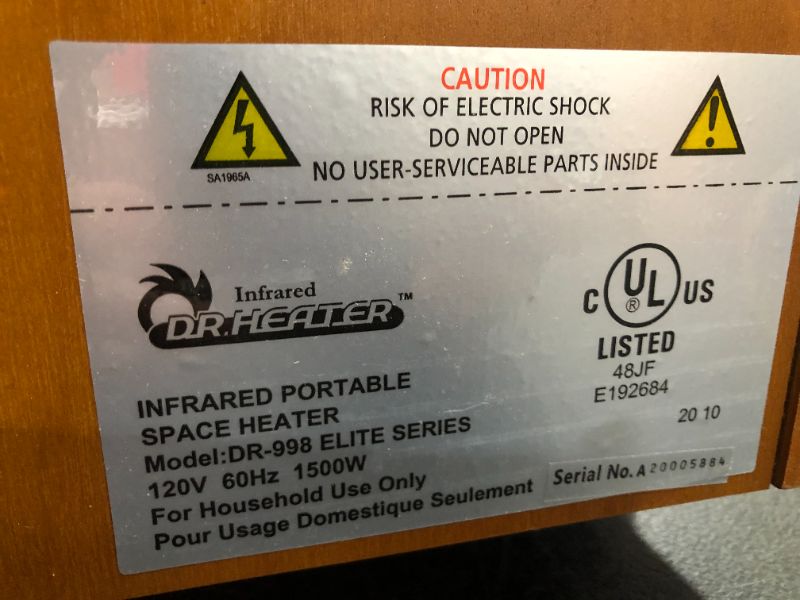 CAUTION
RISK OF ELECTRIC SHOCK
DO NOT OPEN
NO USER-SERVICEABLE PARTS INSIDE
SA1965A
Infrared
DR.HEATER™
C UL® US
LISTED
48JF
E192684
20 10
INFRARED PORTABLE
SPACE HEATER
Model:DR-998 ELITE SERIES
120V 60Hz 1500W
For Household Use Only
Pour Usage Domestique Seulement
Serial No. A20005884